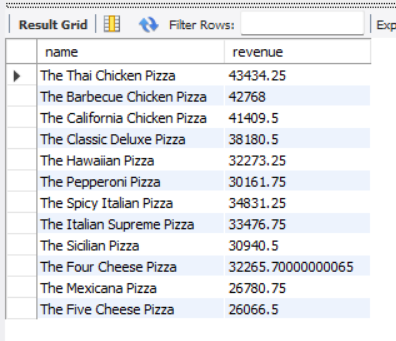 Result Grid Filter Rows: Exp
name revenue
The Thai Chicken Pizza 43434.25
The Barbecue Chicken Pizza 42768
The California Chicken Pizza 41409.5
The Classic Deluxe Pizza 38180.5
The Hawaiian Pizza 32273.25
The Pepperoni Pizza 30161.75
The Spicy Italian Pizza 34831.25
The Italian Supreme Pizza 33476.75
The Sicilian Pizza 30940.5
The Four Cheese Pizza 32265.70000000065
The Mexicana Pizza 26780.75
The Five Cheese Pizza 26066.5